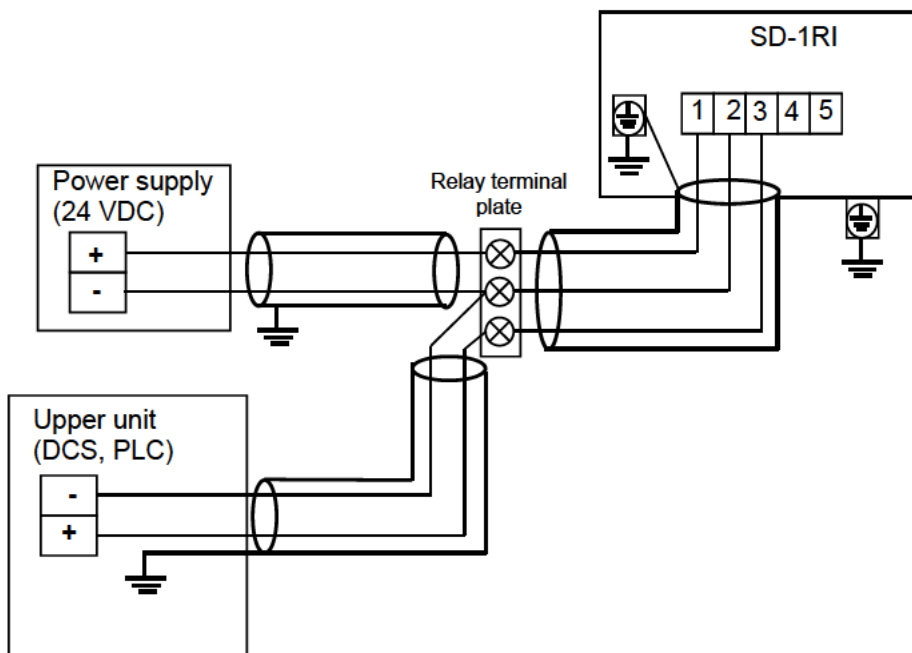 SD-1RI
1 2 3 4 5
Power supply
(24 VDC)
+
-
Relay terminal
plate
Upper unit
(DCS, PLC)
-
+